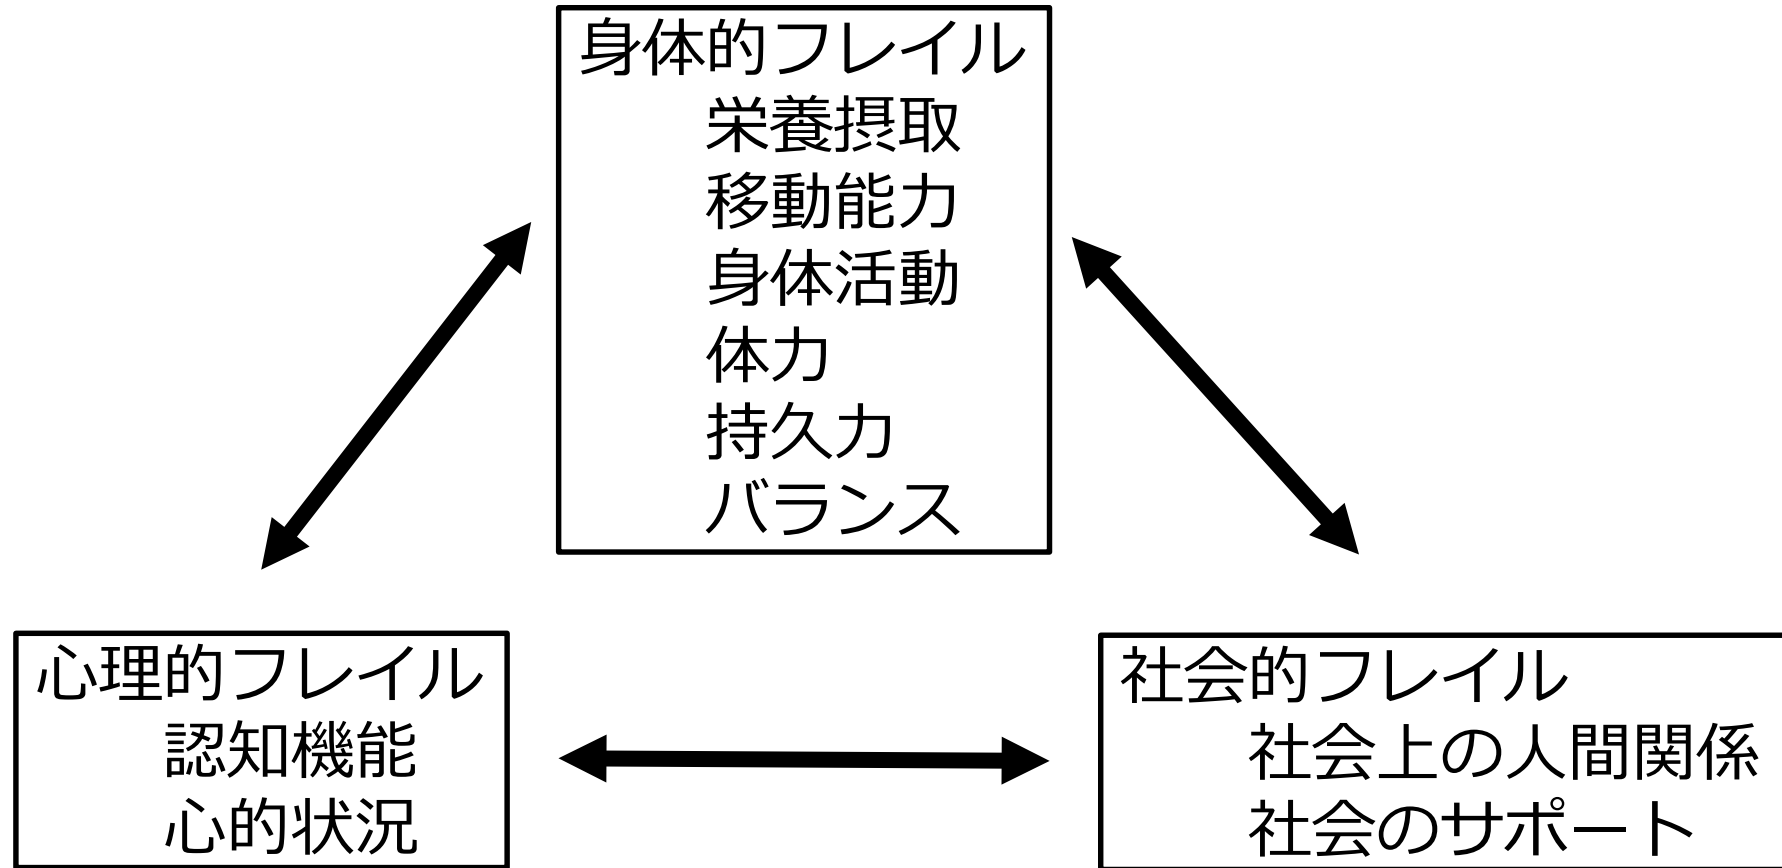 身体的フレイル
栄養摂取
移動能力
身体活動
体力
持久力
バランス
心理的フレイル
認知機能
心的状況
社会的フレイル
社会上の人間関係
社会のサポート